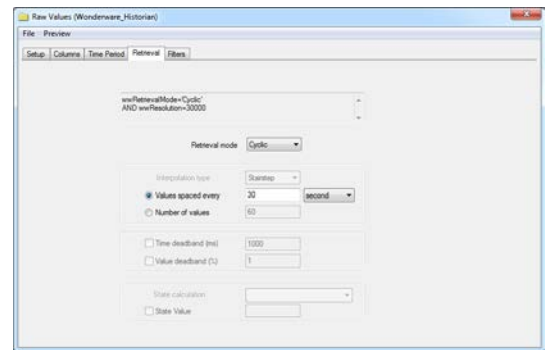 Raw Values (Wonderware_Historian)
File Preview
Setup Columns Time Period Retrieval Filters
wwRetrievalMode='Cyclic'
AND wwResolution=30000
Retrieval mode Cyclic
Interpolation type Stairstep
Values spaced every 30 second
Number of values 60
Time deadband (ms) 1000
Value deadband (%) 1
State calculation
State Value